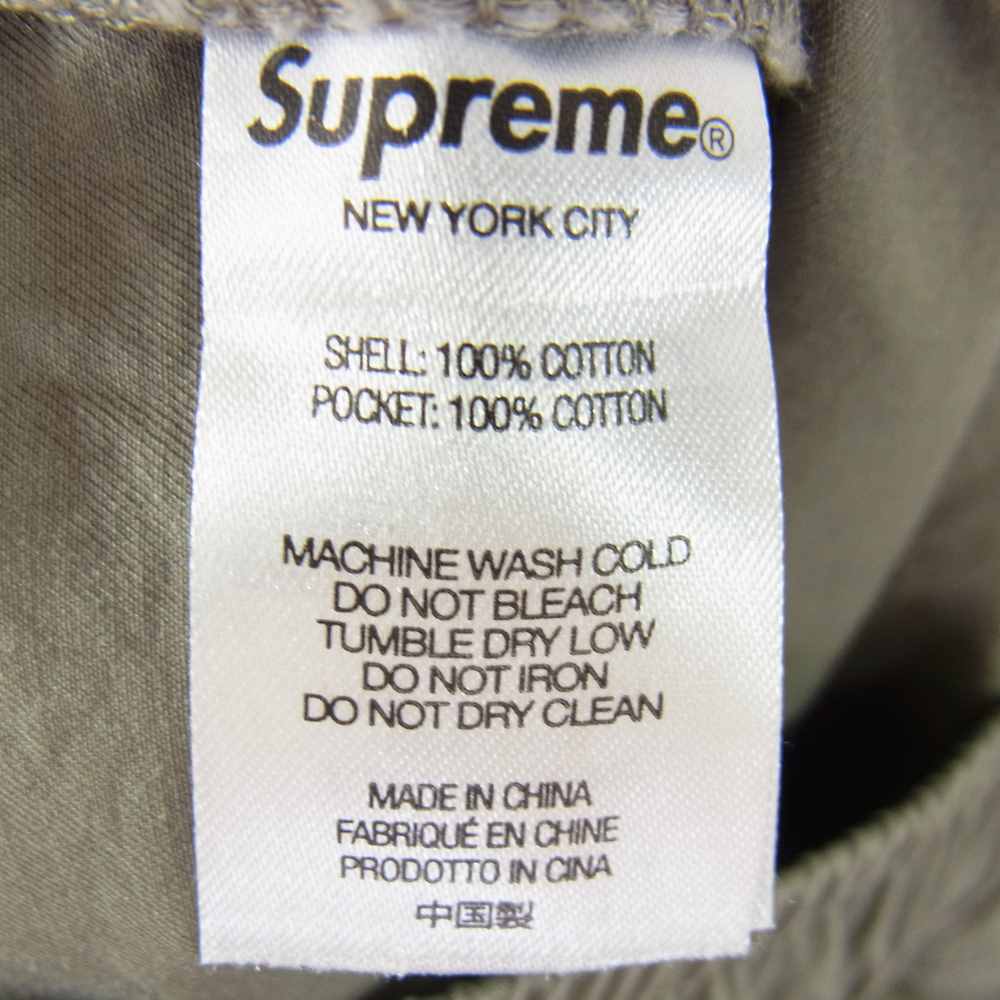 Supreme®
NEW YORK CITY
SHELL: 100% COTTON
POCKET: 100% COTTON
MACHINE WASH COLD
DO NOT BLEACH
TUMBLE DRY LOW
DO NOT IRON
DO NOT DRY CLEAN
MADE IN CHINA
FABRIQUÉ EN CHINE
PRODOTTO IN CINA
中国製